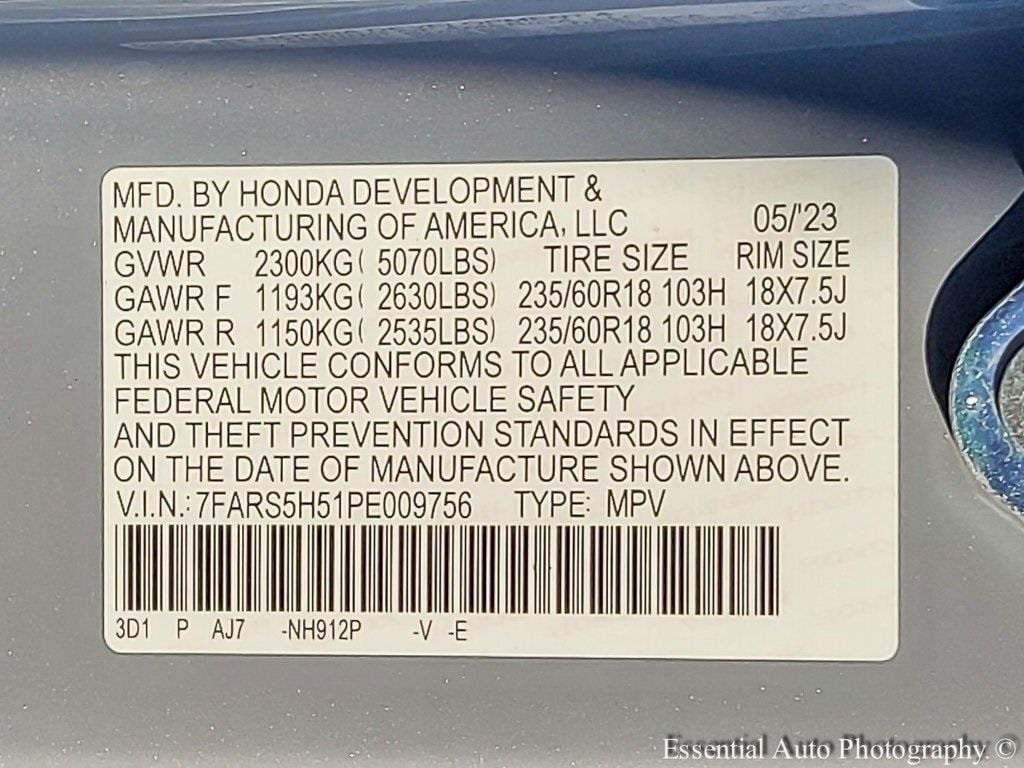 MFD. BY HONDA DEVELOPMENT &
MANUFACTURING OF AMERICA, LLC 05/'23
GVWR 2300KG( 5070LBS) TIRE SIZE RIM SIZE
GAWR F 1193KG( 2630LBS) 235/60R18 103H 18X7.5J
GAWR R 1150KG( 2535LBS) 235/60R18 103H 18X7.5J
THIS VEHICLE CONFORMS TO ALL APPLICABLE
FEDERAL MOTOR VEHICLE SAFETY
AND THEFT PREVENTION STANDARDS IN EFFECT
ON THE DATE OF MANUFACTURE SHOWN ABOVE.
V.I.N.: 7FARS5H51PE009756 TYPE: MPV
3D1 P AJ7 -NH912P -V -E
Essential Auto Photography ©